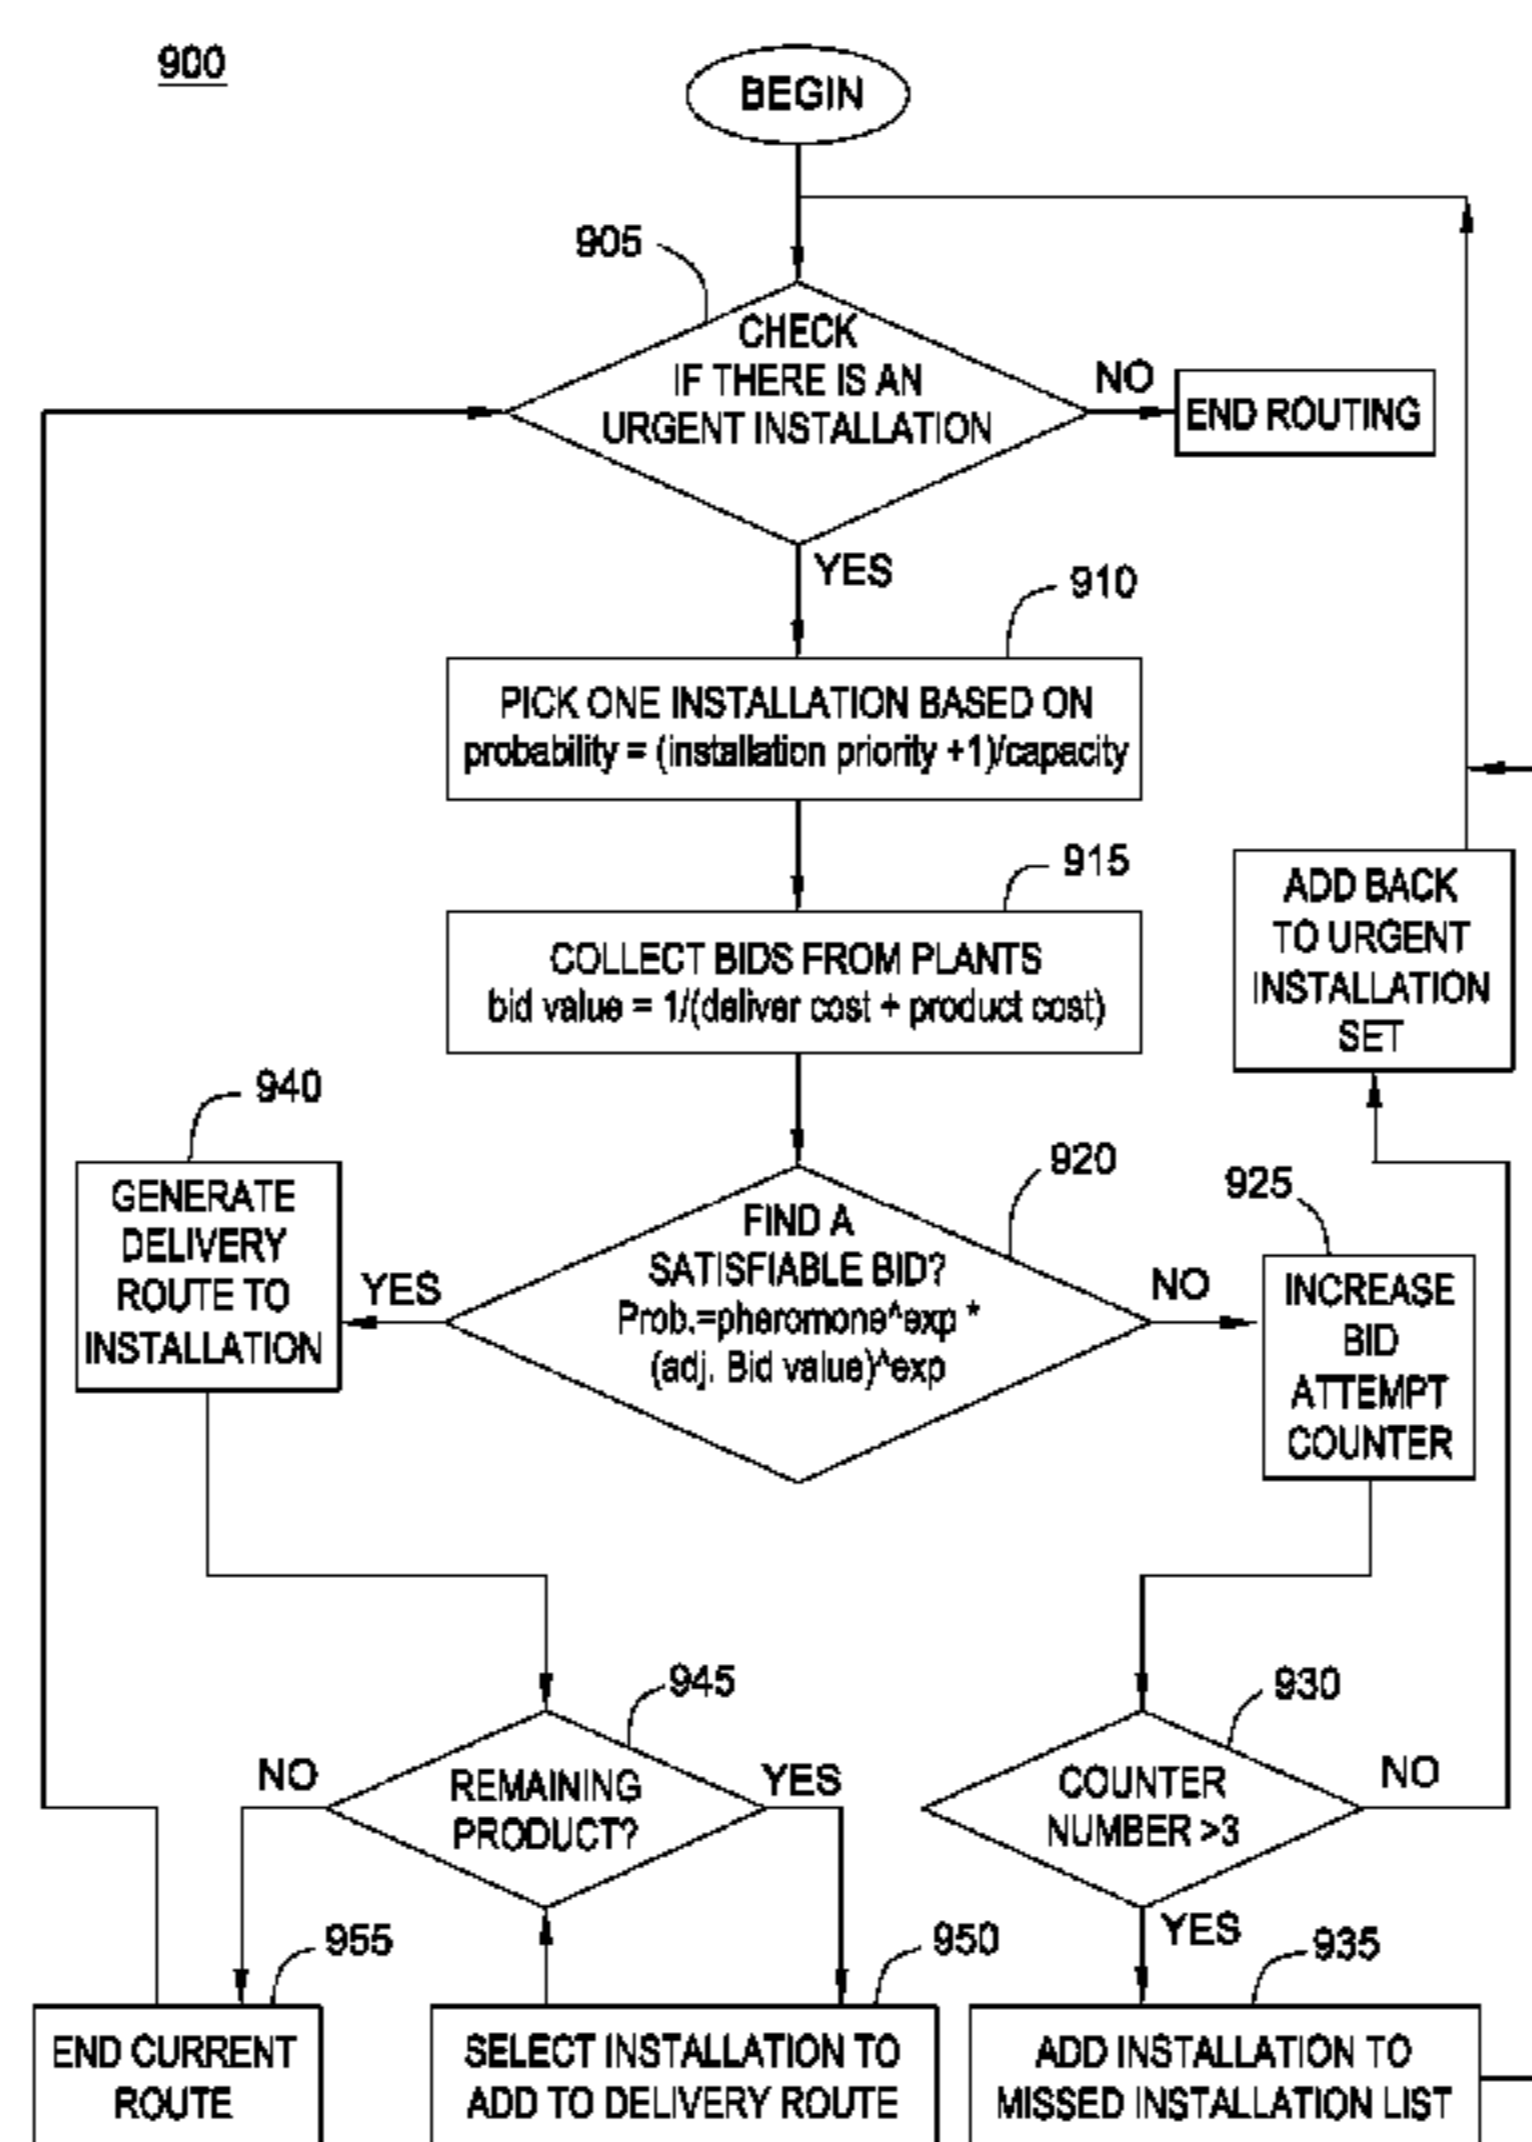 900
BEGIN
905
CHECK
IF THERE IS AN
URGENT INSTALLATION
NO
END ROUTING
YES
910
PICK ONE INSTALLATION BASED ON
probability = (installation priority +1)/capacity
915
COLLECT BIDS FROM PLANTS
bid value = 1/(deliver cost + product cost)
ADD BACK
TO URGENT
INSTALLATION
SET
940
GENERATE
DELIVERY
ROUTE TO
INSTALLATION
YES
920
FIND A
SATISFIABLE BID?
Prob.=pheromone^exp *
(adj. Bid value)^exp
NO
925
INCREASE
BID
ATTEMPT
COUNTER
945
NO
REMAINING
PRODUCT?
YES
930
COUNTER
NUMBER >3
NO
YES
955
END CURRENT
ROUTE
950
SELECT INSTALLATION TO
ADD TO DELIVERY ROUTE
935
ADD INSTALLATION TO
MISSED INSTALLATION LIST